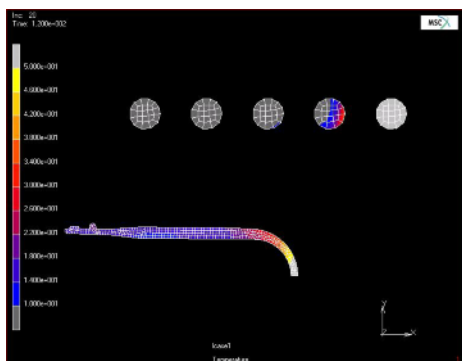 Inc: 20
Time: 1.200e+002
MSC X
5.000e+001
4.600e+001
4.200e+001
3.800e+001
3.400e+001
3.000e+001
2.600e+001
2.200e+001
1.800e+001
1.400e+001
1.000e+001
Y
Z X
lcase1
Temperature